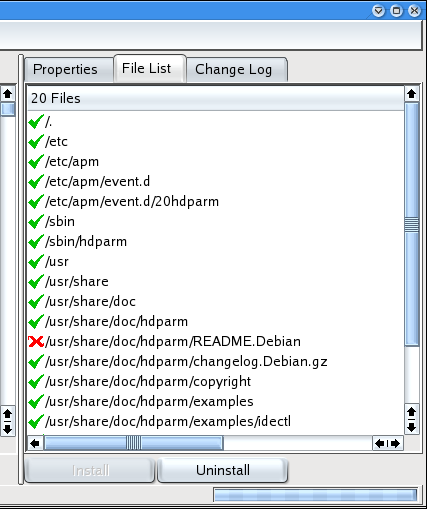 Properties File List Change Log
20 Files
/.
/etc
/etc/apm
/etc/apm/event.d
/etc/apm/event.d/20hdparm
/sbin
/sbin/hdparm
/usr
/usr/share
/usr/share/doc
/usr/share/doc/hdparm
/usr/share/doc/hdparm/README.Debian
/usr/share/doc/hdparm/changelog.Debian.gz
/usr/share/doc/hdparm/copyright
/usr/share/doc/hdparm/examples
/usr/share/doc/hdparm/examples/idectl
Install Uninstall